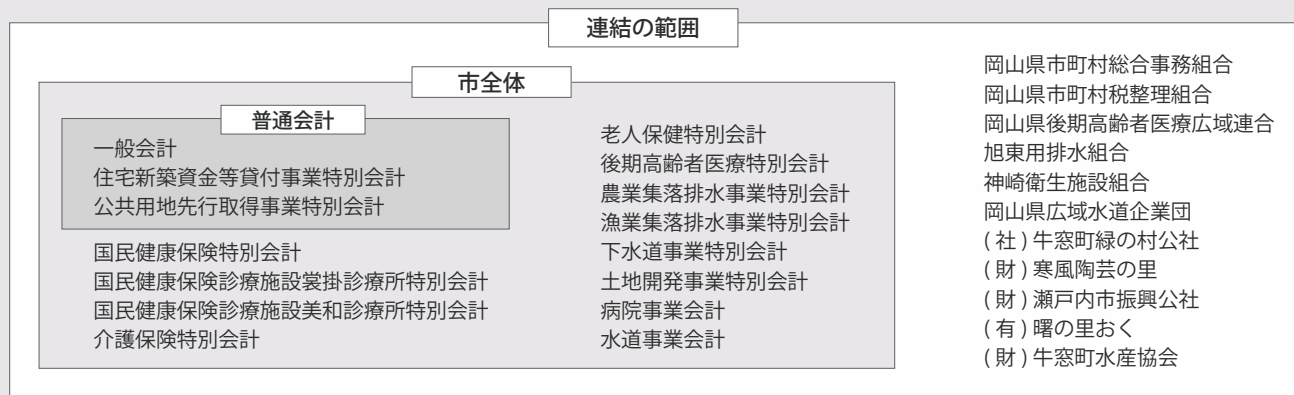 連結の範囲
市全体
普通会計
一般会計
住宅新築資金等貸付事業特別会計
公共用地先行取得事業特別会計
国民健康保険特別会計
国民健康保険診療施設裳掛診療所特別会計
国民健康保険診療施設美和診療所特別会計
介護保険特別会計
老人保健特別会計
後期高齢者医療特別会計
農業集落排水事業特別会計
漁業集落排水事業特別会計
下水道事業特別会計
土地開発事業特別会計
病院事業会計
水道事業会計
岡山県市町村総合事務組合
岡山県市町村税整理組合
岡山県後期高齢者医療広域連合
旭東用排水組合
神崎衛生施設組合
岡山県広域水道企業団
( 社 ) 牛窓町緑の村公社
( 財 ) 寒風陶芸の里
( 財 ) 瀬戸内市振興公社
( 有 ) 曙の里おく
( 財 ) 牛窓町水産協会